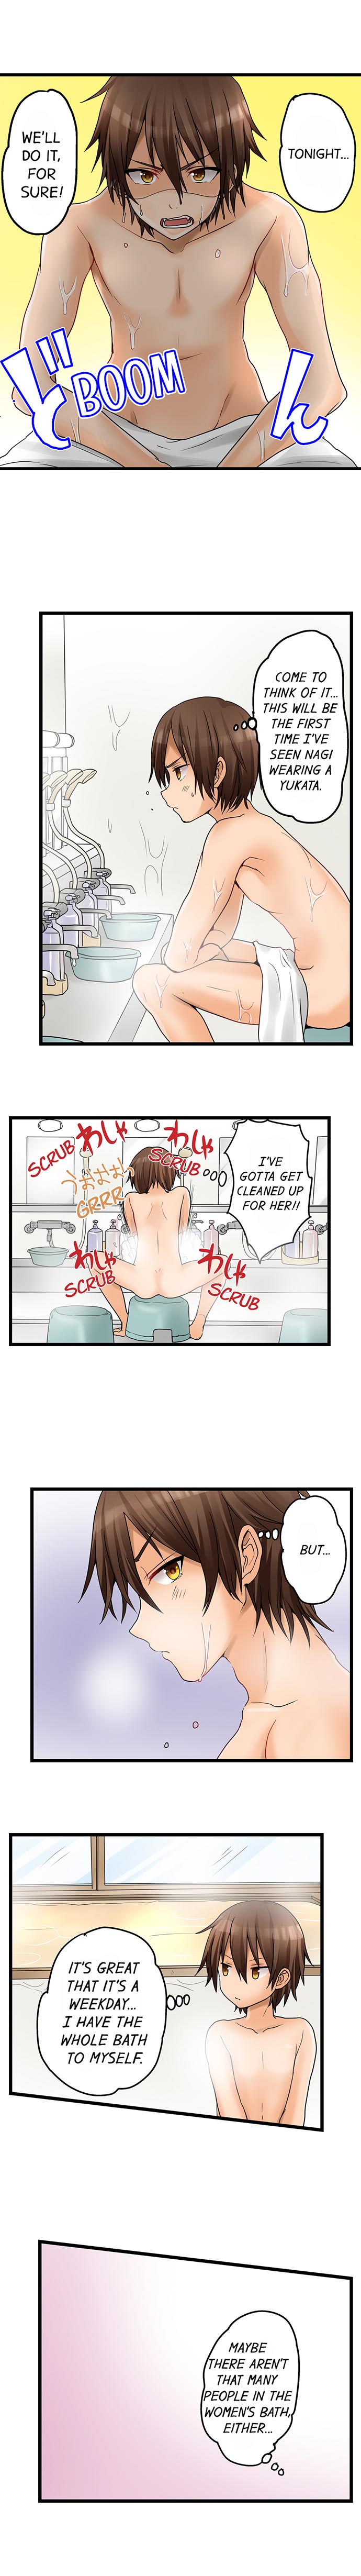 TONIGHT...
WE'LL
DO IT,
FOR
SURE!
ど
BOOM
ん
COME TO
THINK OF IT...
THIS WILL BE
THE FIRST
TIME I'VE
SEEN NAGI
WEARING A
YUKATA.
I'VE
GOTTA GET
CLEANED UP
FOR HER!!
わしゃ
SCRUB
わしゃ
SCRUB
うおおおっ
GRRR
わしゃ
SCRUB
わしゃ
SCRUB
BUT...
IT'S GREAT
THAT IT'S A
WEEKDAY...
I HAVE THE
WHOLE BATH
TO MYSELF.
MAYBE
THERE AREN'T
THAT MANY
PEOPLE IN THE
WOMEN'S BATH,
EITHER...